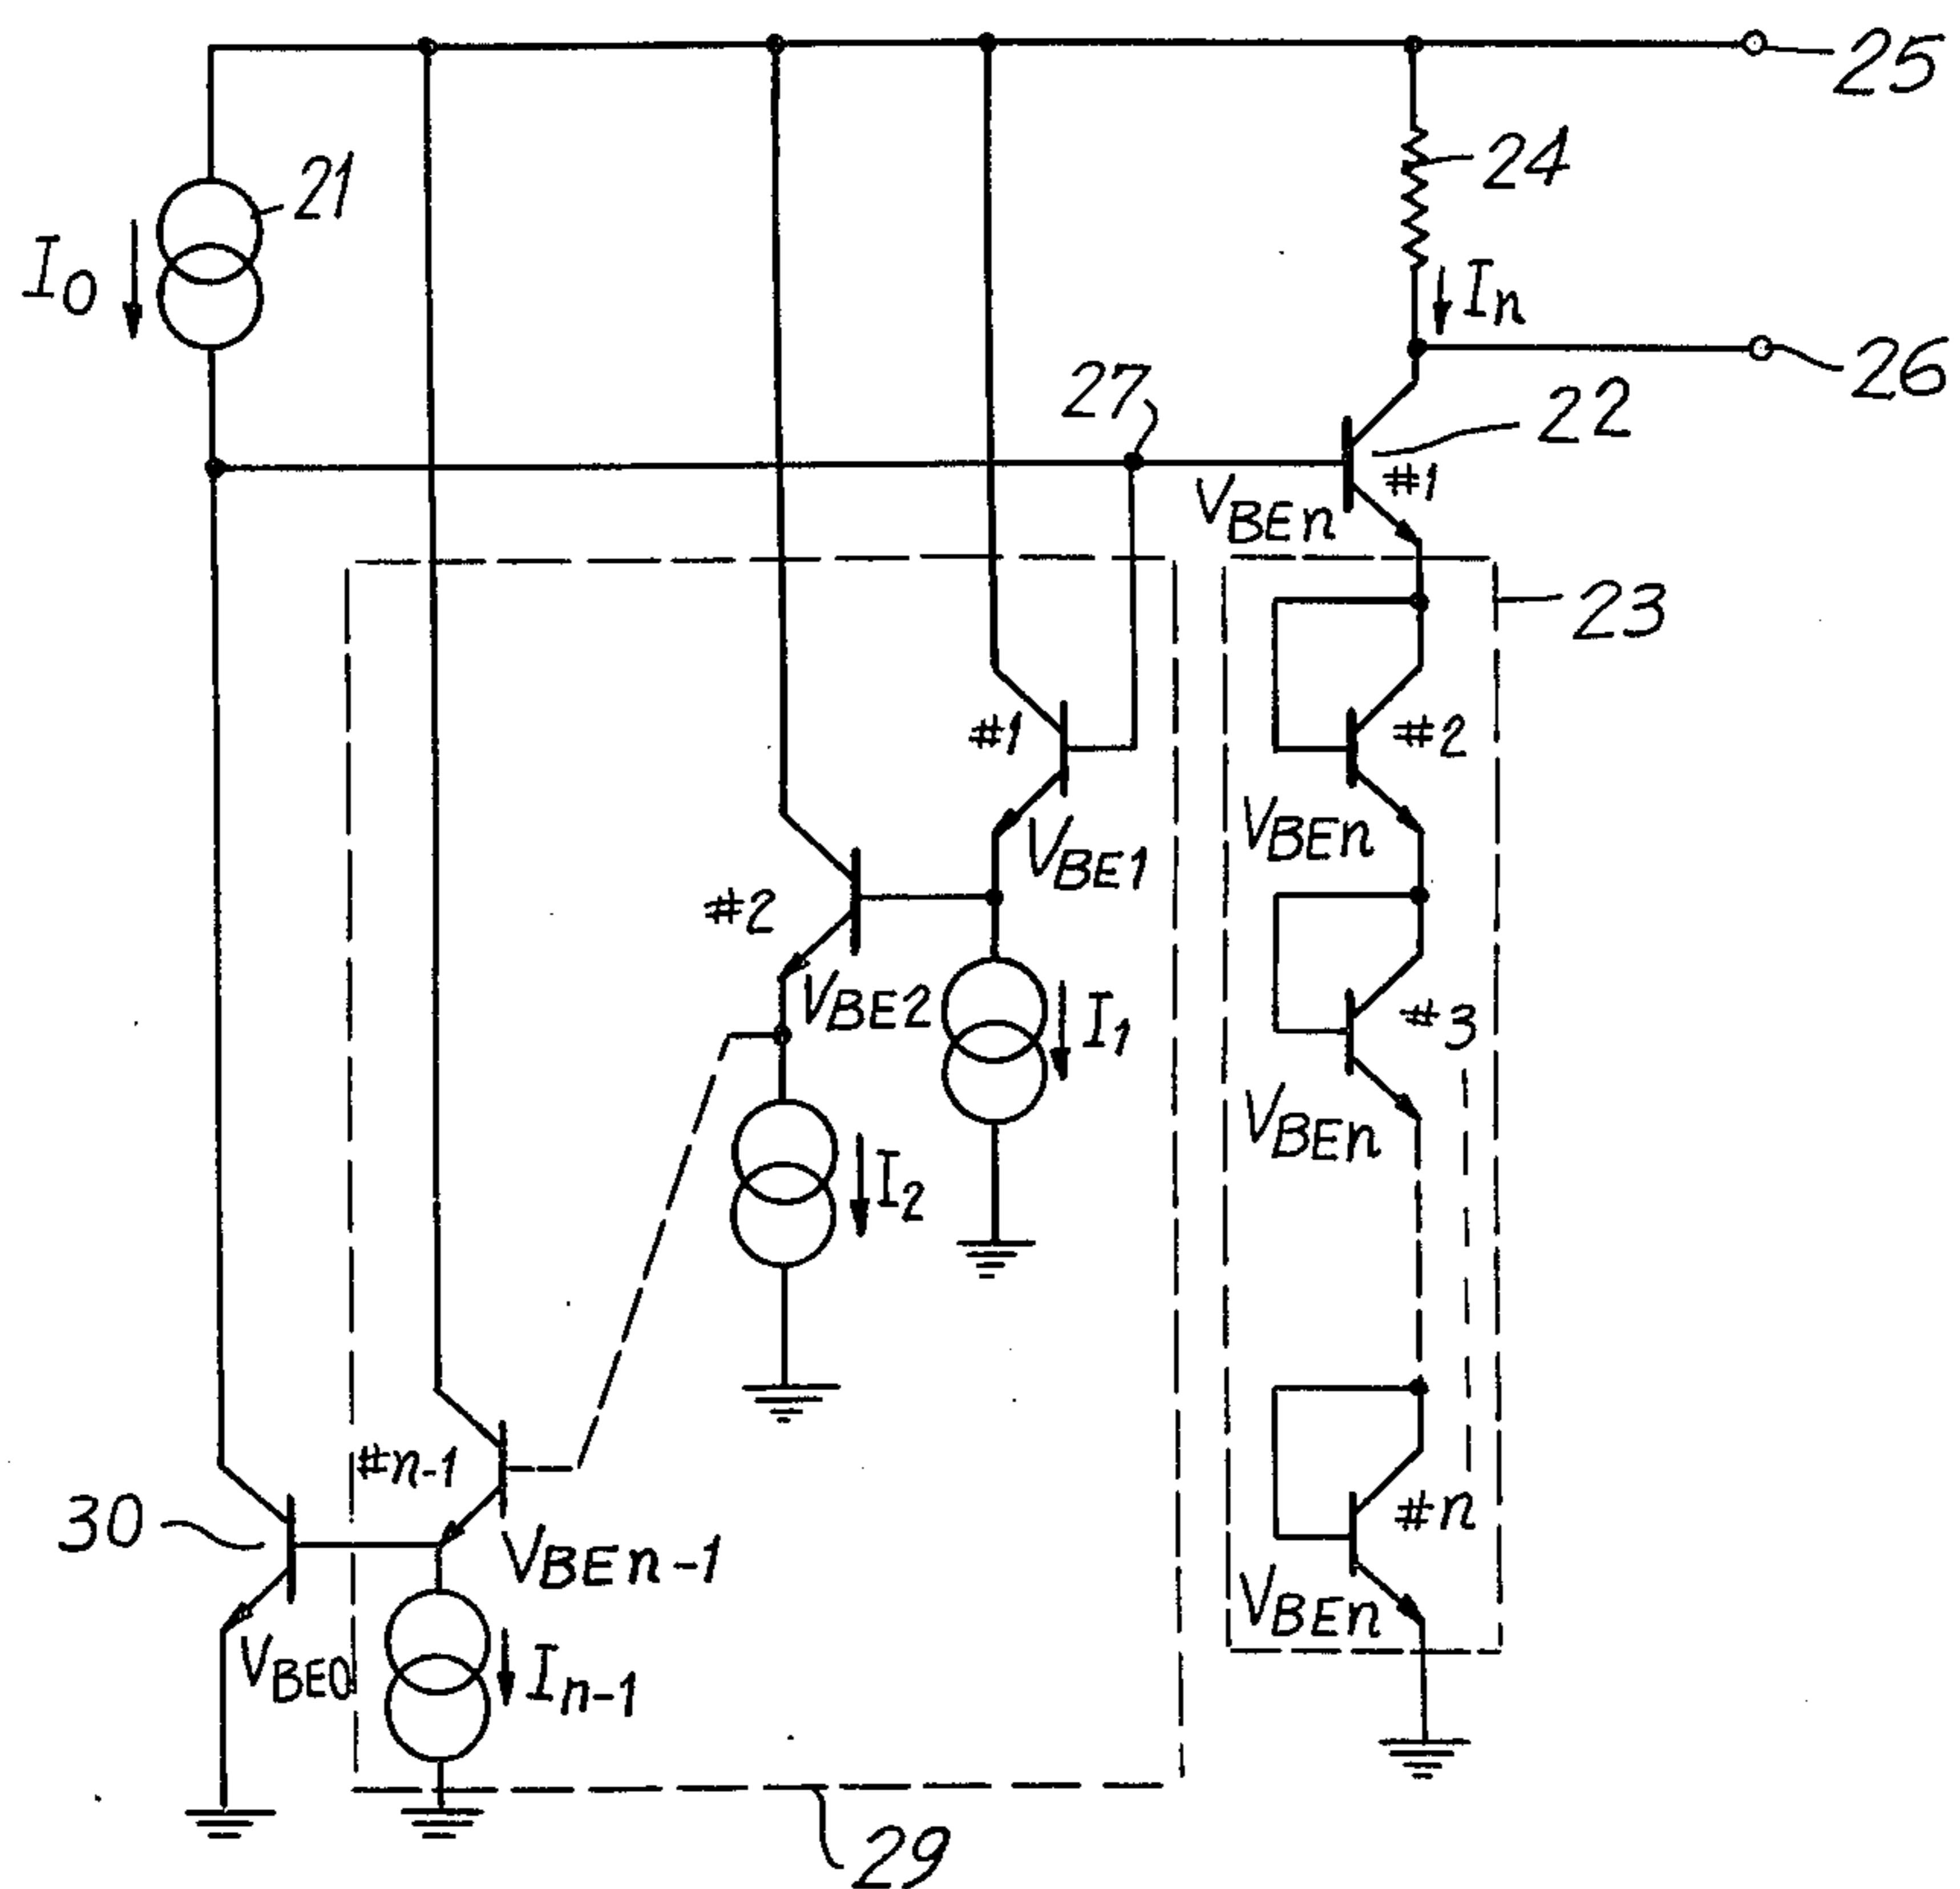 25
24
21
I0
In
26
27
22
#1
VBEn
23
#1
#2
VBE1
VBEn
#2
VBE2
I1
#3
VBEn
I2
#n-1
#n
30
VBEn-1
VBEn
VBE0
In-1
29